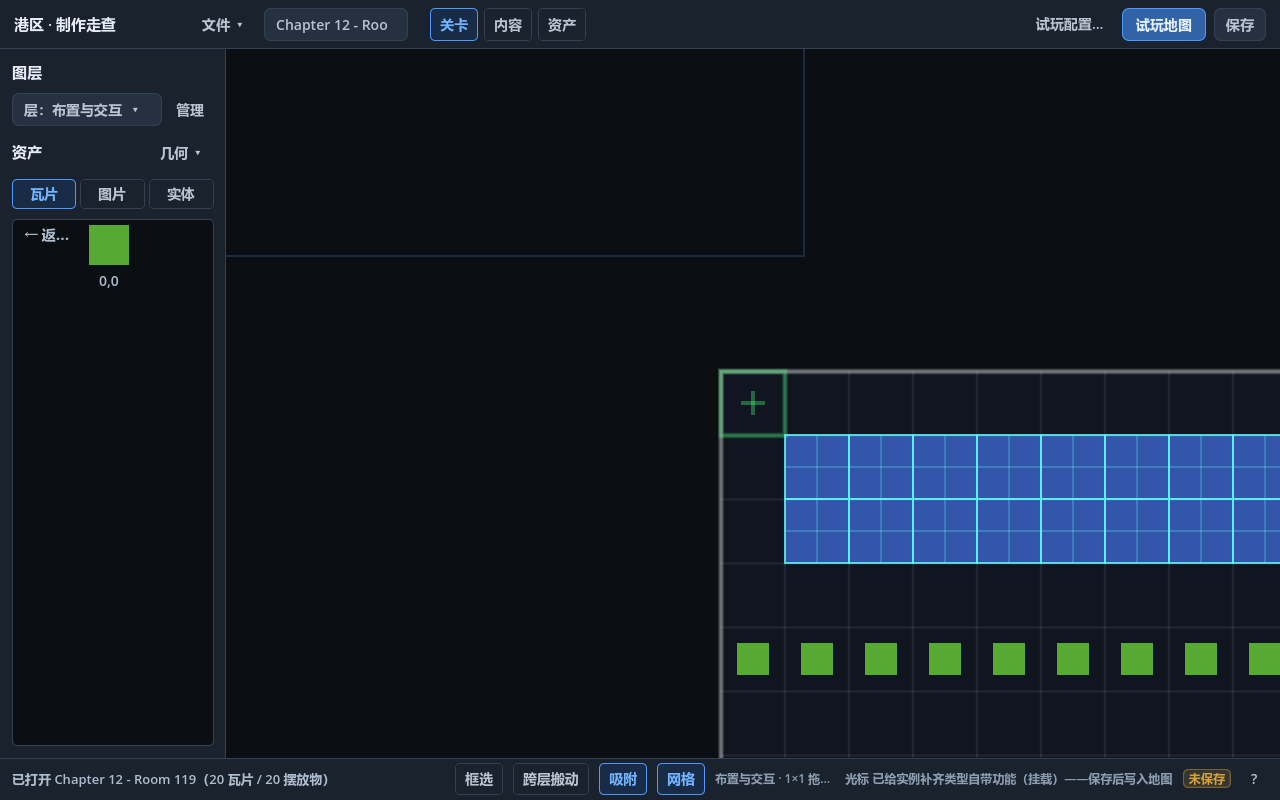 港区 · 制作走查
文件 ▾
Chapter 12 - Roo
关卡
内容
资产
试玩配置...
试玩地图
保存
图层
层：布置与交互 ▾
管理
资产
几何 ▾
瓦片
图片
实体
← 返...
0,0
已打开 Chapter 12 - Room 119（20 瓦片 / 20 摆放物）
框选
跨层搬动
吸附
网格
布置与交互 · 1×1 拖...
光标 已给实例补齐类型自带功能（挂载）——保存后写入地图
未保存
?